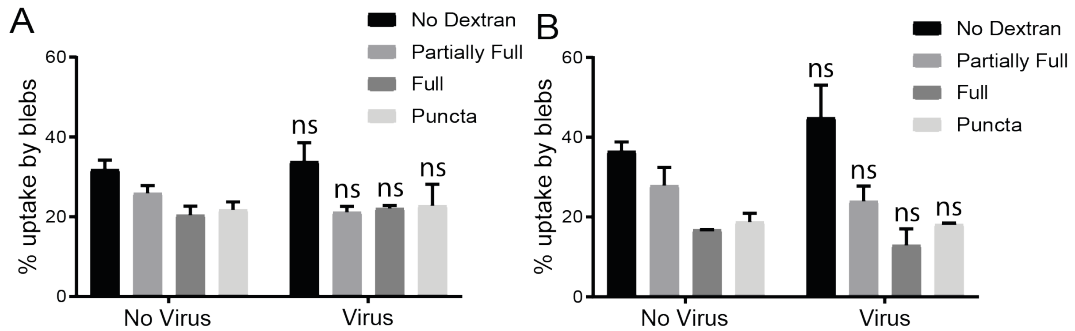 A
No Dextran
Partially Full
Full
Puncta
% uptake by blebs
60
40
20
0
ns
ns
ns
ns
No Virus
Virus
B
No Dextran
Partially Full
Full
Puncta
% uptake by blebs
60
40
20
0
ns
ns
ns
ns
No Virus
Virus